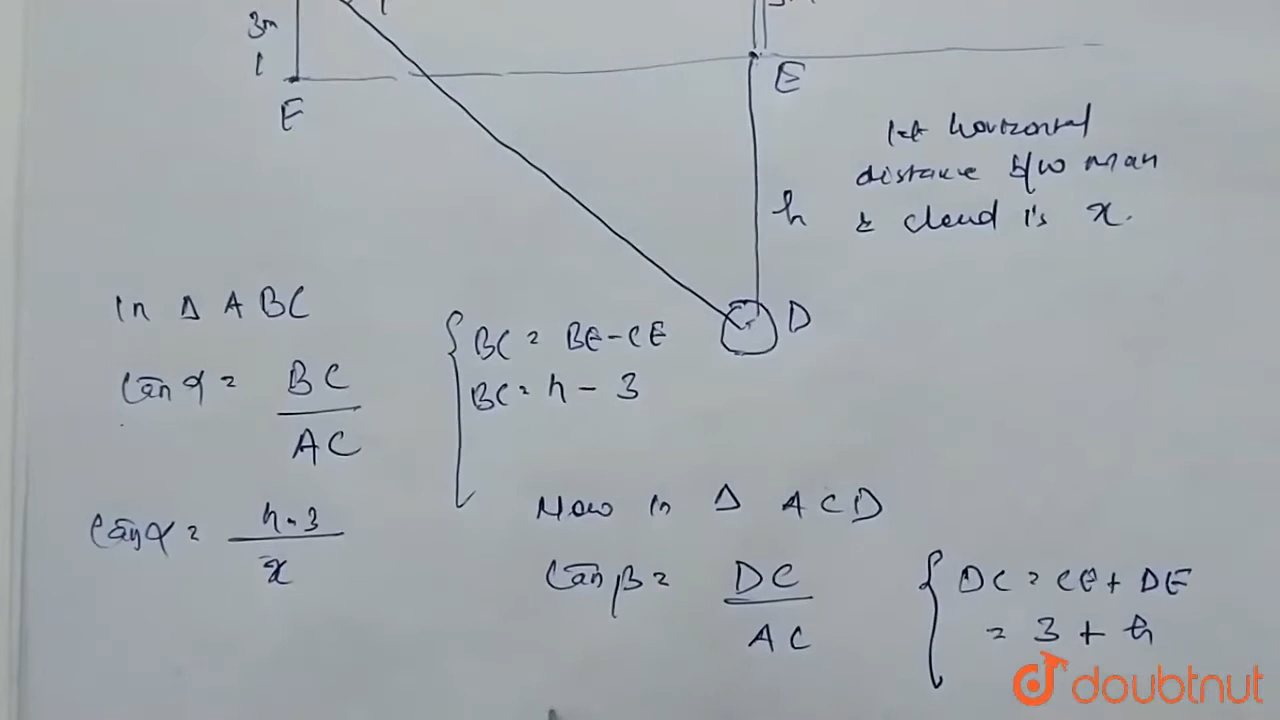 3m
E
E
let horizontal
distance b/w man
& cloud is x.
h
D
In Δ ABC
tan α = BC
AC
BC = BE - CE
BC = h - 3
tan α = h - 3
x
Now in Δ ACD
tan β = DC
AC
DC = CE + DE
= 3 + h
doubtnut